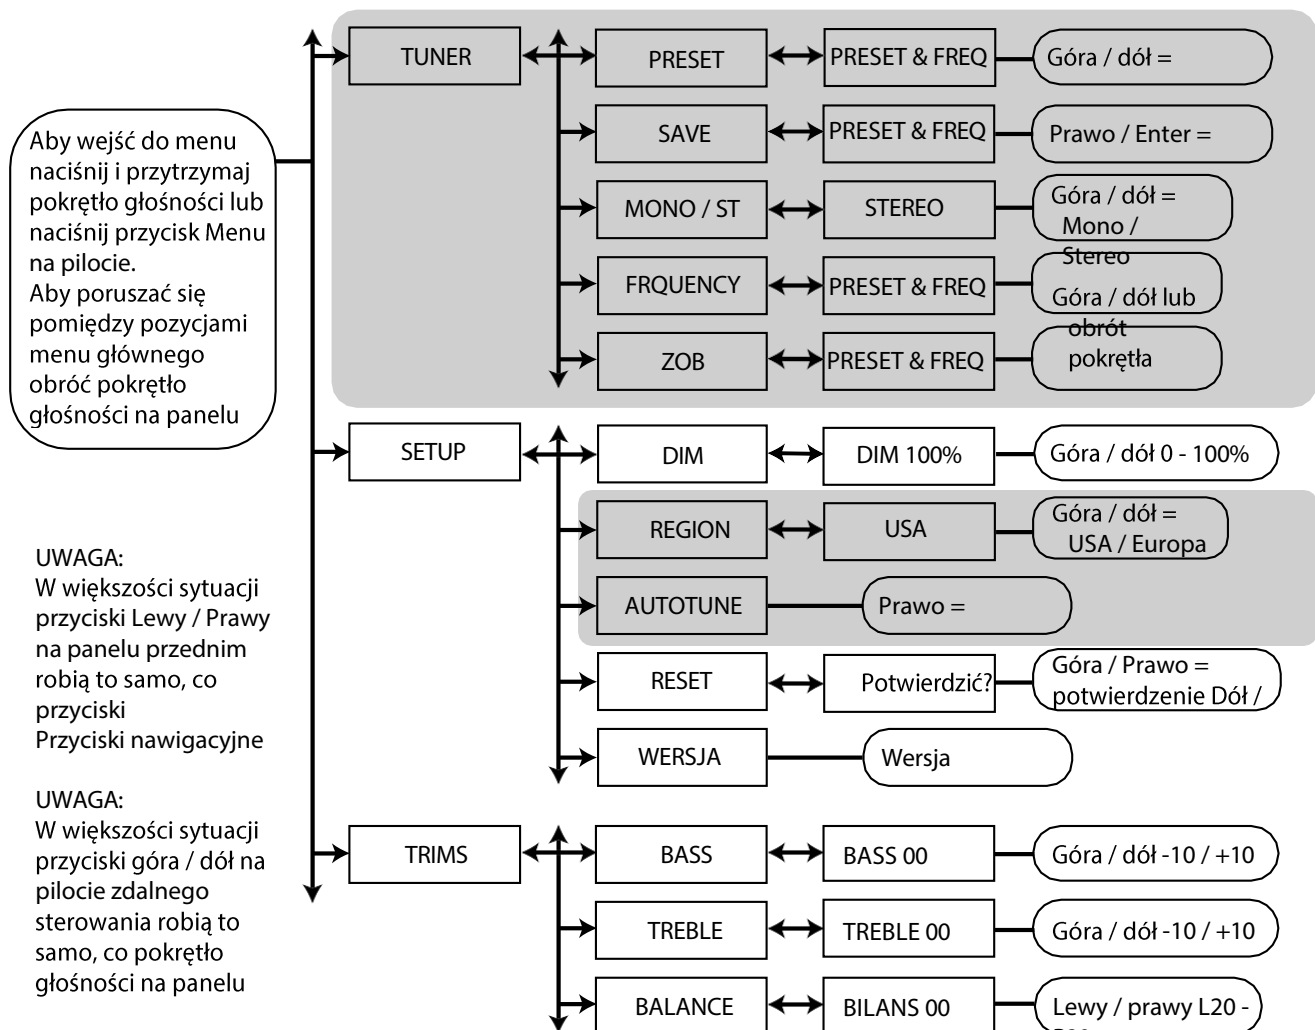 Aby wejść do menu
naciśnij i przytrzymaj
pokrętło głośności lub
naciśnij przycisk Menu
na pilocie.
Aby poruszać się
pomiędzy pozycjami
menu głównego
obróć pokrętło
głośności na panelu
UWAGA:
W większości sytuacji
przyciski Lewy / Prawy
na panelu przednim
robią to samo, co
przyciski
Przyciski nawigacyjne
UWAGA:
W większości sytuacji
przyciski góra / dół na
pilocie zdalnego
sterowania robią to
samo, co pokrętło
głośności na panelu
TUNER
PRESET
PRESET & FREQ
Góra / dół =
SAVE
PRESET & FREQ
Prawo / Enter =
MONO / ST
STEREO
Góra / dół =
Mono /
Stereo
FRQUENCY
PRESET & FREQ
Góra / dół lub
obrót
pokrętła
ZOB
PRESET & FREQ
SETUP
DIM
DIM 100%
Góra / dół 0 - 100%
REGION
USA
Góra / dół =
USA / Europa
AUTOTUNE
Prawo =
RESET
Potwierdzić?
Góra / Prawo =
potwierdzenie Dół /
WERSJA
Wersja
TRIMS
BASS
BASS 00
Góra / dół -10 / +10
TREBLE
TREBLE 00
Góra / dół -10 / +10
BALANCE
BILANS 00
Lewy / prawy L20 -